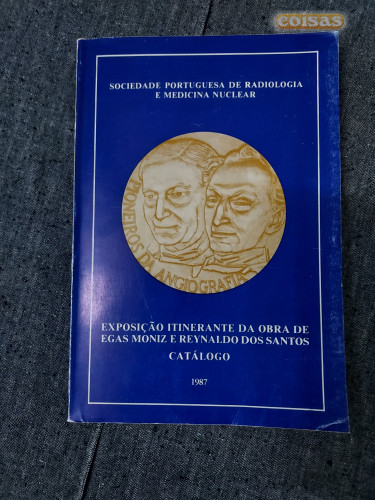 coisas
SOCIEDADE PORTUGUESA DE RADIOLOGIA
E MEDICINA NUCLEAR
PIONEIROS DA ANGIOGRAFIA
EXPOSIÇÃO ITINERANTE DA OBRA DE
EGAS MONIZ E REYNALDO DOS SANTOS
CATÁLOGO
1987